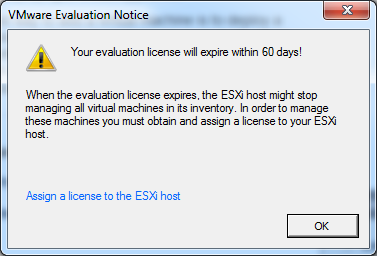 VMware Evaluation Notice
Your evaluation license will expire within 60 days!
When the evaluation license expires, the ESXi host might stop
managing all virtual machines in its inventory. In order to manage
these machines you must obtain and assign a license to your ESXi
host.
Assign a license to the ESXi host
OK